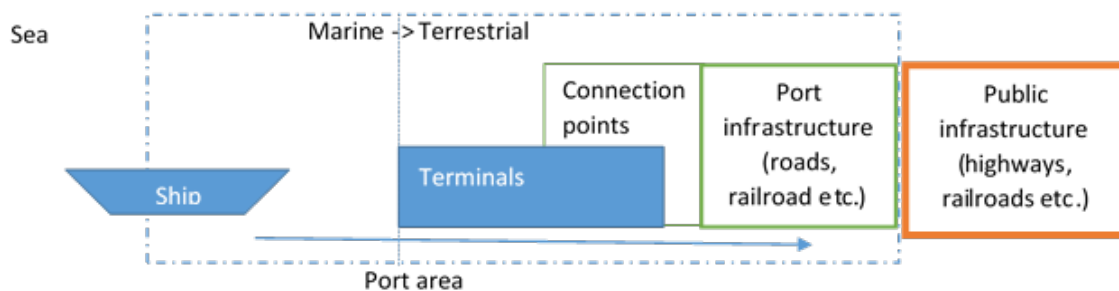 Sea
Marine -> Terrestrial
Ship
Terminals
Connection
points
Port
infrastructure
(roads,
railroad etc.)
Public
infrastructure
(highways,
railroads etc.)
Port area